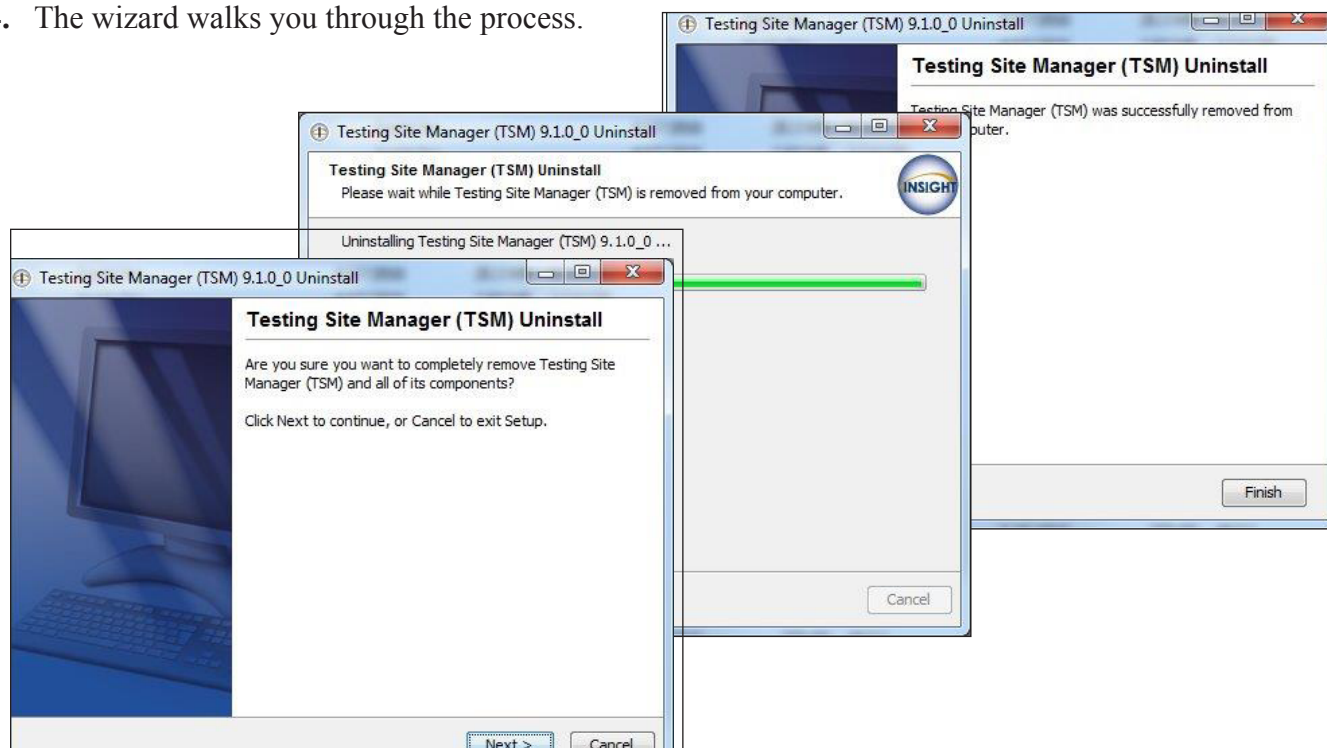 . The wizard walks you through the process.
Testing Site Manager (TSM) 9.1.0_0 Uninstall
Testing Site Manager (TSM) Uninstall
Testing Site Manager (TSM) was successfully removed from
Finish
Testing Site Manager (TSM) 9.1.0_0 Uninstall
Testing Site Manager (TSM) Uninstall
Please wait while Testing Site Manager (TSM) is removed from your computer.
INSIGHT
Uninstalling Testing Site Manager (TSM) 9.1.0_0 ...
Cancel
Testing Site Manager (TSM) 9.1.0_0 Uninstall
Testing Site Manager (TSM) Uninstall
Are you sure you want to completely remove Testing Site
Manager (TSM) and all of its components?
Click Next to continue, or Cancel to exit Setup.
Next >
Cancel